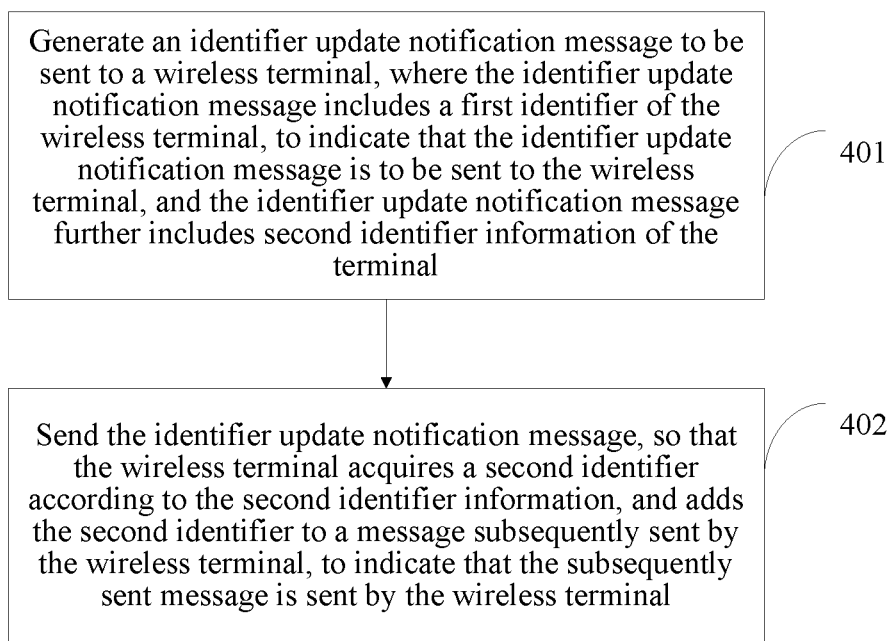 Generate an identifier update notification message to be
sent to a wireless terminal, where the identifier update
notification message includes a first identifier of the
wireless terminal, to indicate that the identifier update
notification message is to be sent to the wireless
terminal, and the identifier update notification message
further includes second identifier information of the
terminal
401
Send the identifier update notification message, so that
the wireless terminal acquires a second identifier
according to the second identifier information, and adds
the second identifier to a message subsequently sent by
the wireless terminal, to indicate that the subsequently
sent message is sent by the wireless terminal
402